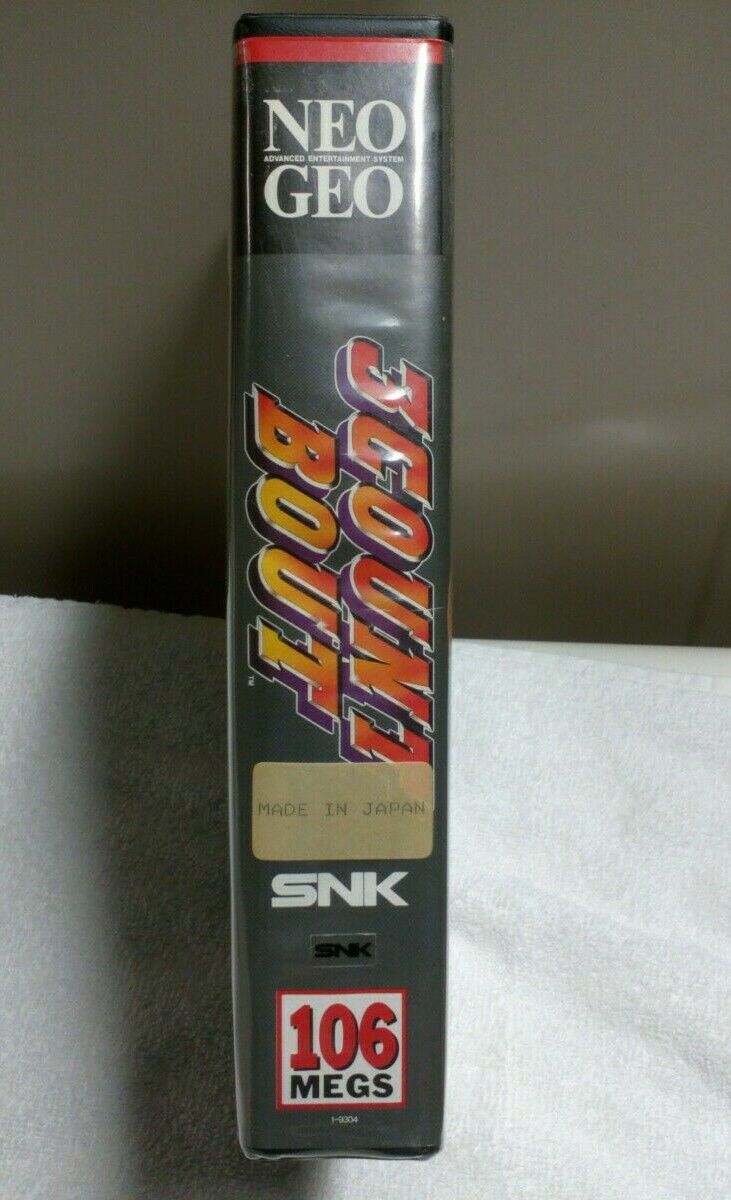 NEO
ADVANCED ENTERTAINMENT SYSTEM
GEO
3 COUNT
BOUT
TM
MADE IN JAPAN
SNK
SNK
106
MEGS
1-9304